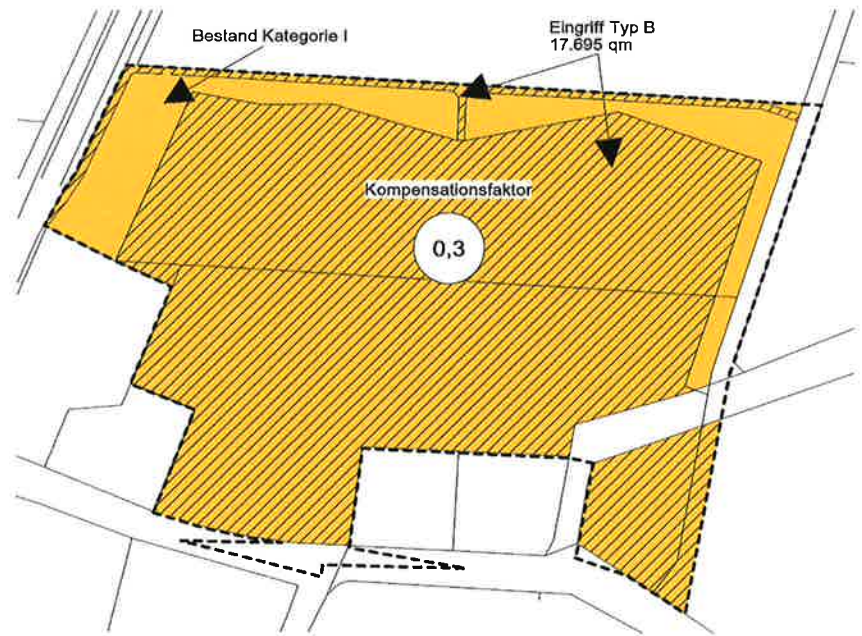 Bestand Kategorie I
Eingriff Typ B
17.695 qm
Kompensationsfaktor
0,3